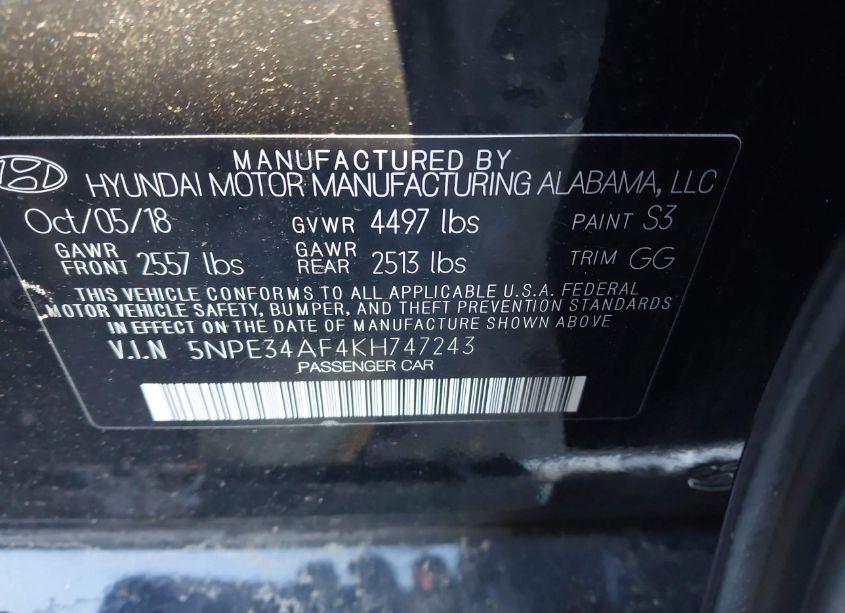 MANUFACTURED BY
HYUNDAI MOTOR MANUFACTURING ALABAMA, LLC
Oct/05/18 GVWR 4497 lbs PAINT S3
GAWR FRONT 2557 lbs GAWR REAR 2513 lbs TRIM GG
THIS VEHICLE CONFORMS TO ALL APPLICABLE U.S.A. FEDERAL
MOTOR VEHICLE SAFETY, BUMPER, AND THEFT PREVENTION STANDARDS
IN EFFECT ON THE DATE OF MANUFACTURE SHOWN ABOVE
V.I.N 5NPE34AF4KH747243
PASSENGER CAR